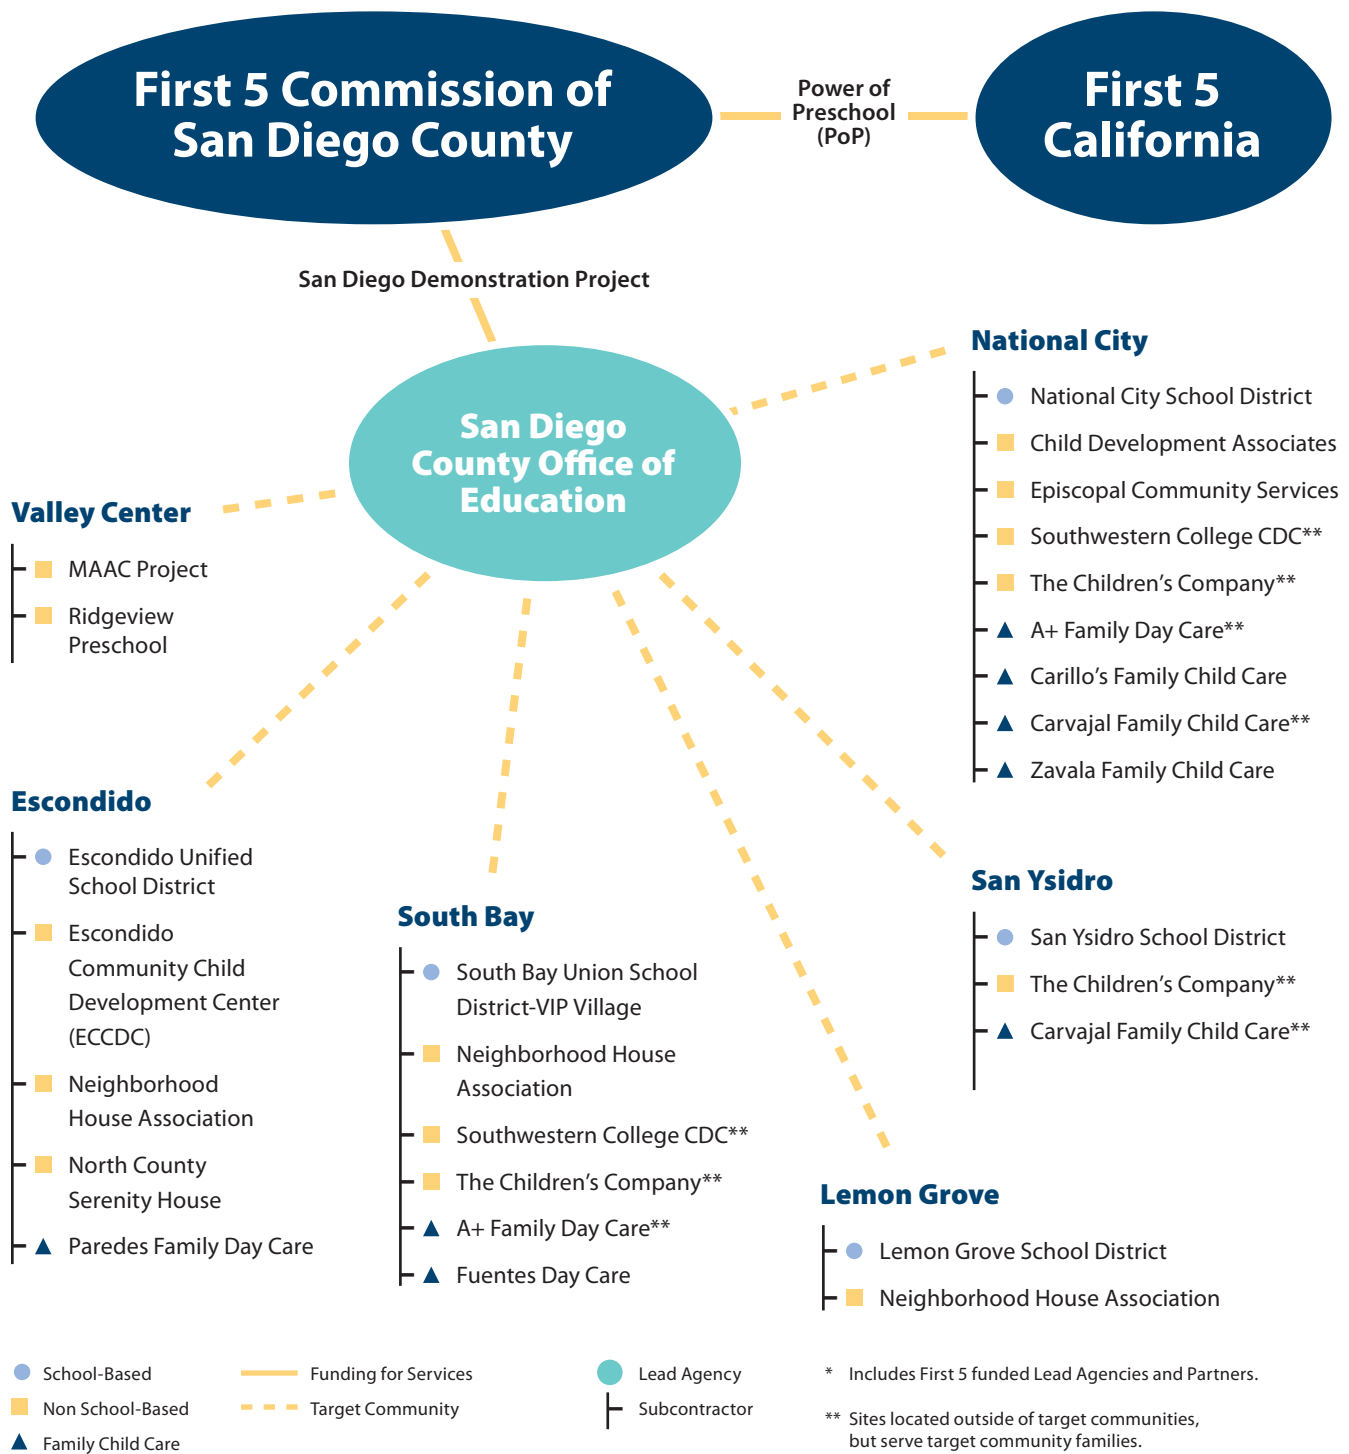 First 5 Commission of
San Diego County
Power of
Preschool
(PoP)
First 5
California
San Diego Demonstration Project
San Diego
County Office of
Education
National City
National City School District
Child Development Associates
Episcopal Community Services
Southwestern College CDC**
The Children's Company**
A+ Family Day Care**
Carillo's Family Child Care
Carvajal Family Child Care**
Zavala Family Child Care
Valley Center
MAAC Project
Ridgeview
Preschool
Escondido
Escondido Unified
School District
Escondido
Community Child
Development Center
(ECCDC)
Neighborhood
House Association
North County
Serenity House
Paredes Family Day Care
South Bay
South Bay Union School
District-VIP Village
Neighborhood House
Association
Southwestern College CDC**
The Children's Company**
A+ Family Day Care**
Fuentes Day Care
San Ysidro
San Ysidro School District
The Children's Company**
Carvajal Family Child Care**
Lemon Grove
Lemon Grove School District
Neighborhood House Association
School-Based
Non School-Based
Family Child Care
Funding for Services
Target Community
Lead Agency
Subcontractor
* Includes First 5 funded Lead Agencies and Partners.
** Sites located outside of target communities,
but serve target community families.